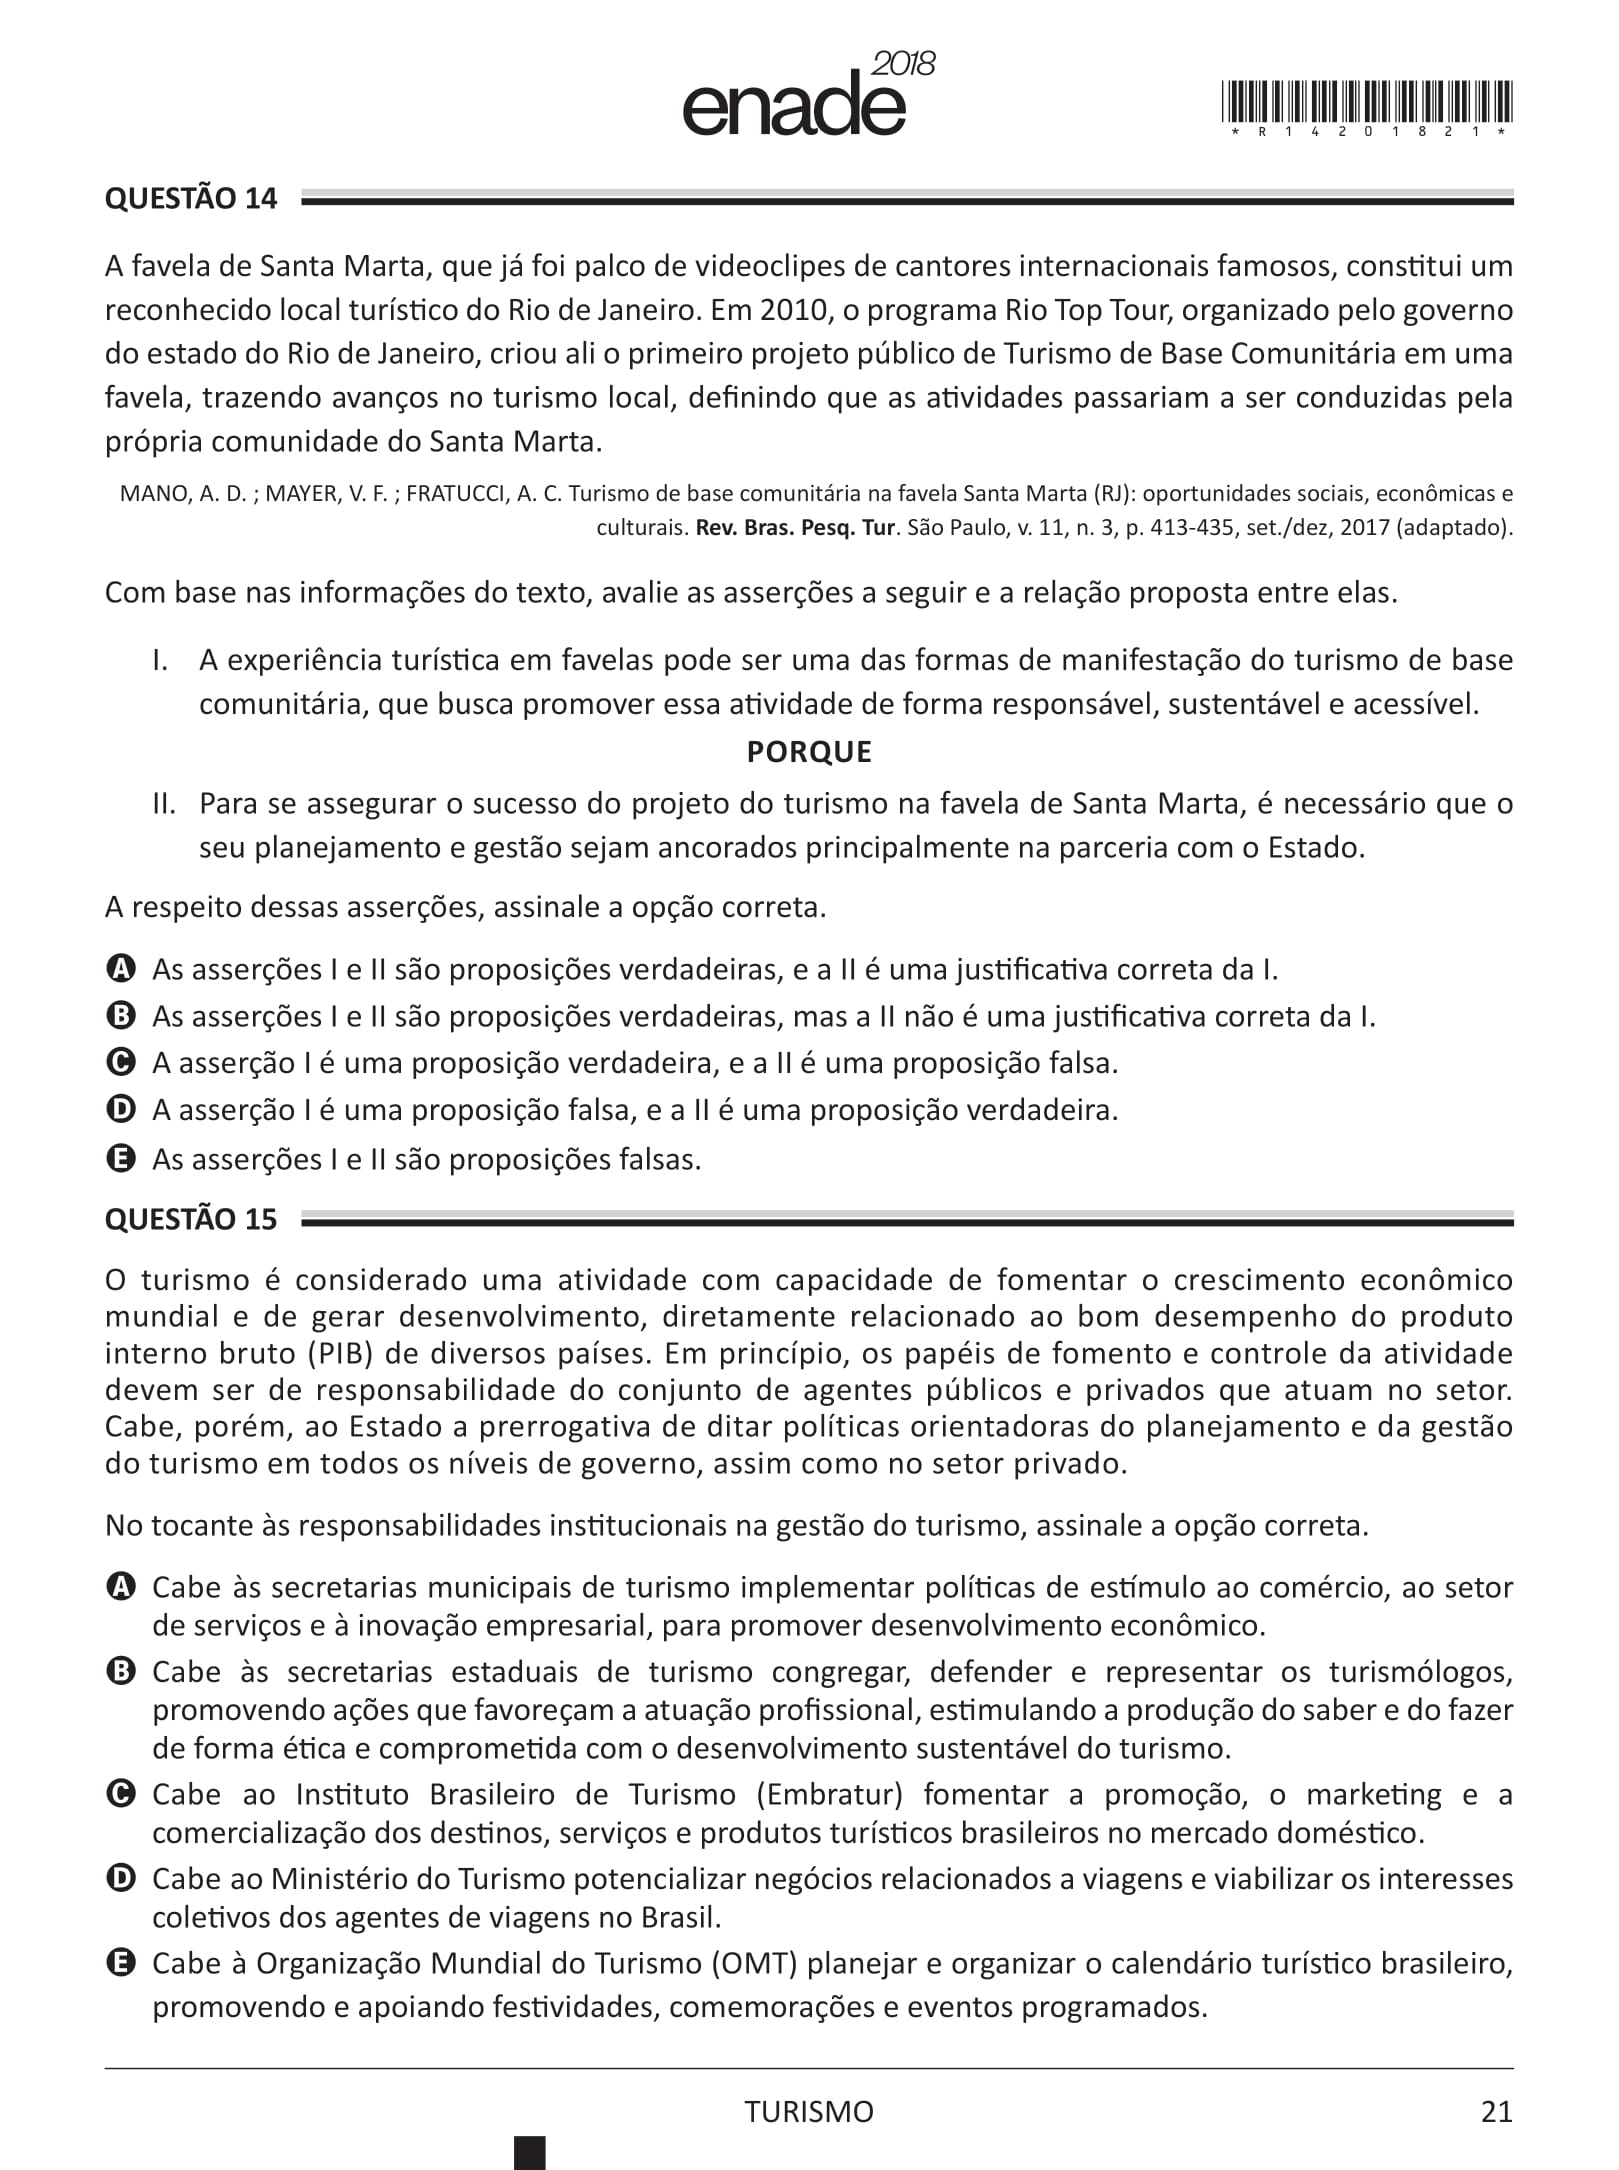 enade 2018
*R14201821*
QUESTÃO 14
A favela de Santa Marta, que já foi palco de videoclipes de cantores internacionais famosos, constitui um
reconhecido local turístico do Rio de Janeiro. Em 2010, o programa Rio Top Tour, organizado pelo governo
do estado do Rio de Janeiro, criou ali o primeiro projeto público de Turismo de Base Comunitária em uma
favela, trazendo avanços no turismo local, definindo que as atividades passariam a ser conduzidas pela
própria comunidade do Santa Marta.
MANO, A. D. ; MAYER, V. F. ; FRATUCCI, A. C. Turismo de base comunitária na favela Santa Marta (RJ): oportunidades sociais, econômicas e
culturais. Rev. Bras. Pesq. Tur. São Paulo, v. 11, n. 3, p. 413-435, set./dez, 2017 (adaptado).
Com base nas informações do texto, avalie as asserções a seguir e a relação proposta entre elas.
I. A experiência turística em favelas pode ser uma das formas de manifestação do turismo de base
comunitária, que busca promover essa atividade de forma responsável, sustentável e acessível.
PORQUE
II. Para se assegurar o sucesso do projeto do turismo na favela de Santa Marta, é necessário que o
seu planejamento e gestão sejam ancorados principalmente na parceria com o Estado.
A respeito dessas asserções, assinale a opção correta.
A As asserções I e II são proposições verdadeiras, e a II é uma justificativa correta da I.
B As asserções I e II são proposições verdadeiras, mas a II não é uma justificativa correta da I.
C A asserção I é uma proposição verdadeira, e a II é uma proposição falsa.
D A asserção I é uma proposição falsa, e a II é uma proposição verdadeira.
E As asserções I e II são proposições falsas.
QUESTÃO 15
O turismo é considerado uma atividade com capacidade de fomentar o crescimento econômico
mundial e de gerar desenvolvimento, diretamente relacionado ao bom desempenho do produto
interno bruto (PIB) de diversos países. Em princípio, os papéis de fomento e controle da atividade
devem ser de responsabilidade do conjunto de agentes públicos e privados que atuam no setor.
Cabe, porém, ao Estado a prerrogativa de ditar políticas orientadoras do planejamento e da gestão
do turismo em todos os níveis de governo, assim como no setor privado.
No tocante às responsabilidades institucionais na gestão do turismo, assinale a opção correta.
A Cabe às secretarias municipais de turismo implementar políticas de estímulo ao comércio, ao setor
de serviços e à inovação empresarial, para promover desenvolvimento econômico.
B Cabe às secretarias estaduais de turismo congregar, defender e representar os turismólogos,
promovendo ações que favoreçam a atuação profissional, estimulando a produção do saber e do fazer
de forma ética e comprometida com o desenvolvimento sustentável do turismo.
C Cabe ao Instituto Brasileiro de Turismo (Embratur) fomentar a promoção, o marketing e a
comercialização dos destinos, serviços e produtos turísticos brasileiros no mercado doméstico.
D Cabe ao Ministério do Turismo potencializar negócios relacionados a viagens e viabilizar os interesses
coletivos dos agentes de viagens no Brasil.
E Cabe à Organização Mundial do Turismo (OMT) planejar e organizar o calendário turístico brasileiro,
promovendo e apoiando festividades, comemorações e eventos programados.
TURISMO
21